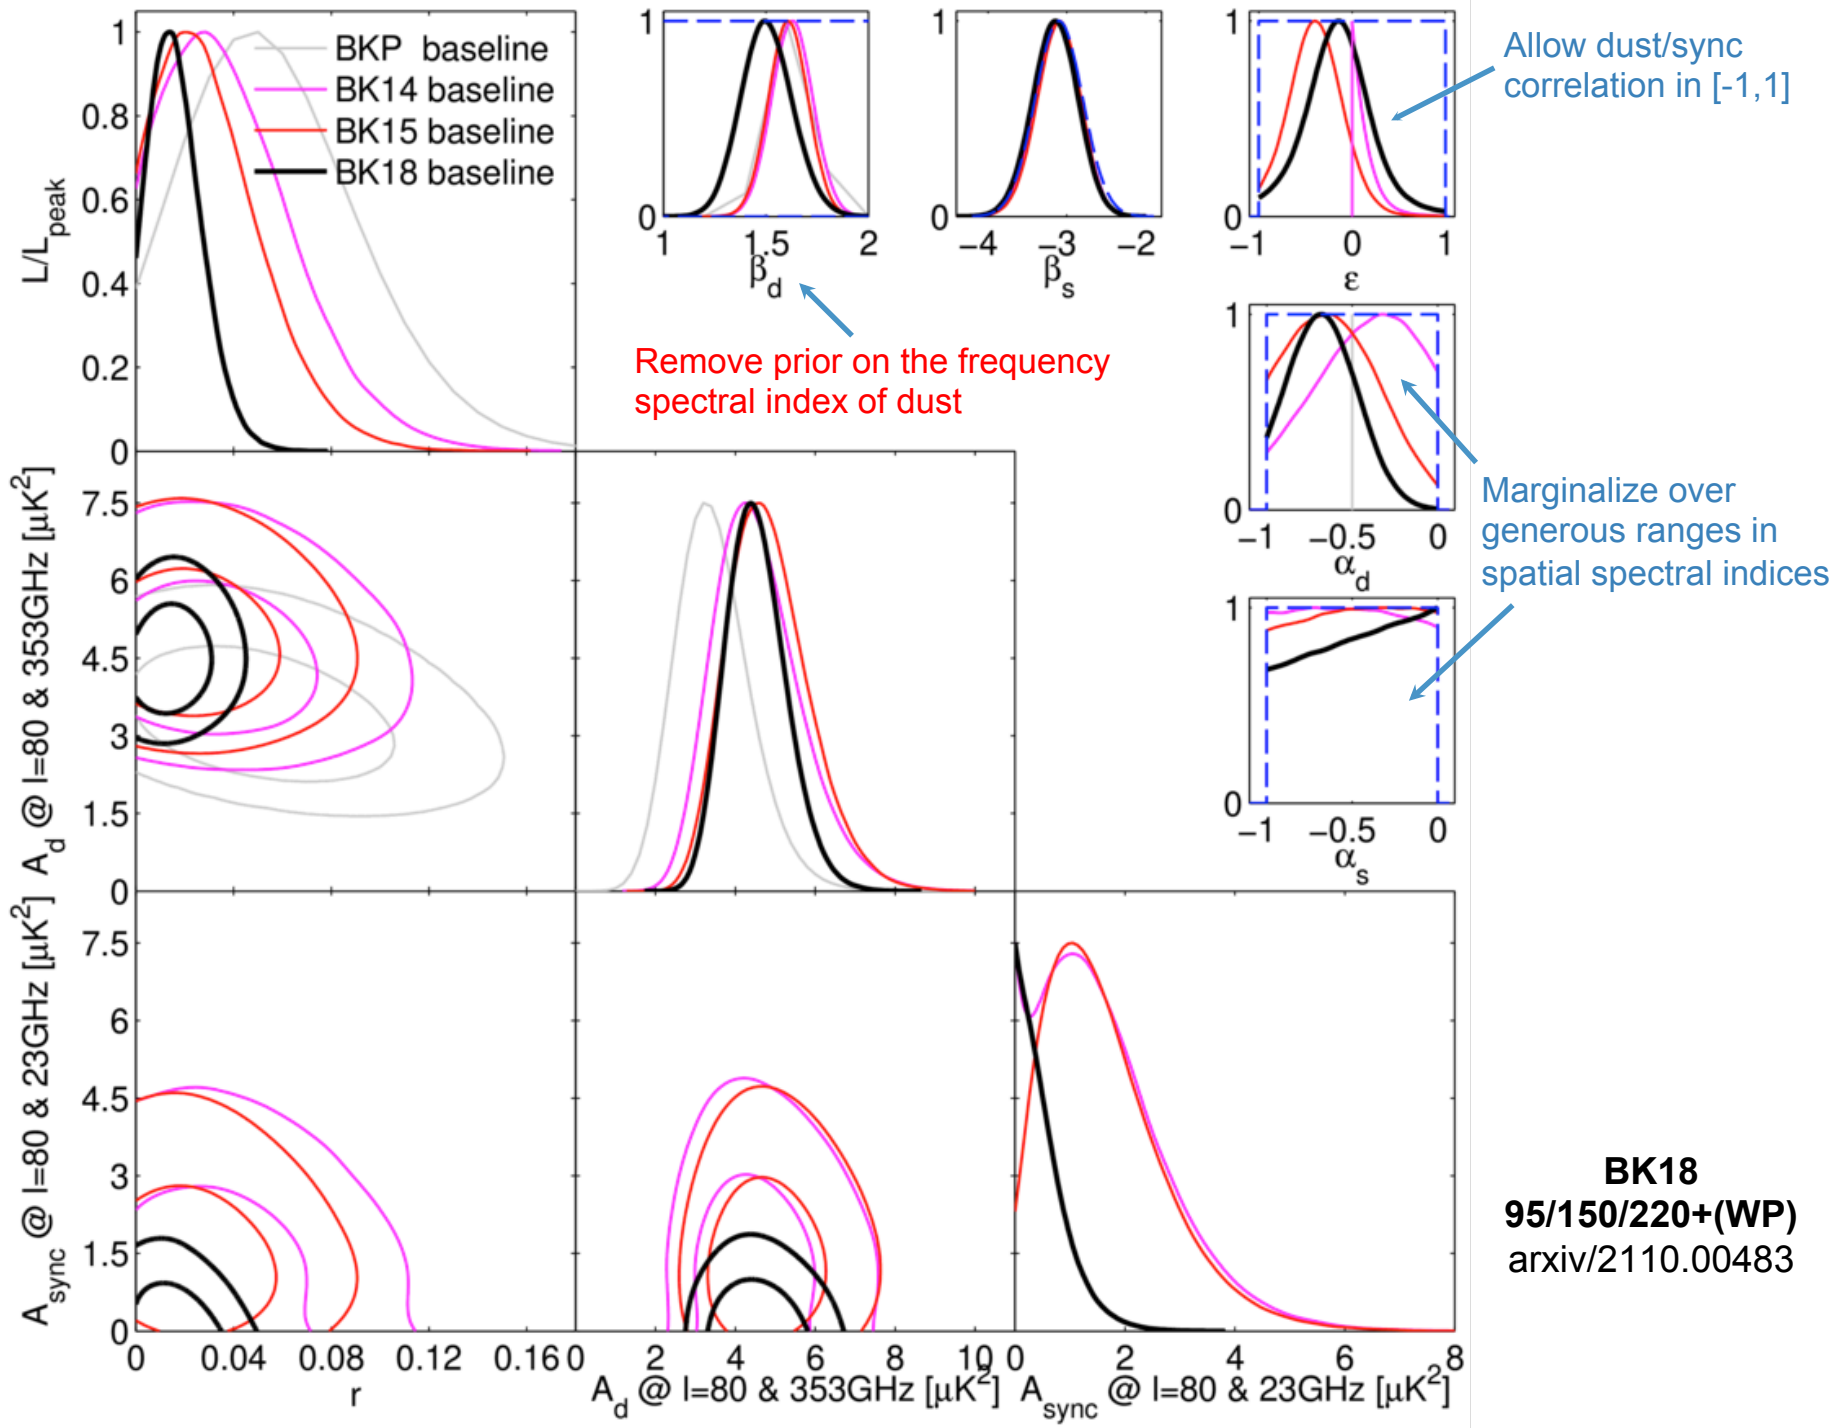 BKP baseline
BK14 baseline
BK15 baseline
BK18 baseline
L/L_peak
1
0.8
0.6
0.4
0.2
0
1
0
1 1.5 2
β_d
1
0
−4 −3 −2
β_s
1
0
−1 0 1
ε
Allow dust/sync
correlation in [-1,1]
Remove prior on the frequency
spectral index of dust
1
0
−1 −0.5 0
α_d
Marginalize over
generous ranges in
spatial spectral indices
1
0
−1 −0.5 0
α_s
A_d @ l=80 & 353GHz [μK²]
7.5
6
4.5
3
1.5
0
A_sync @ l=80 & 23GHz [μK²]
7.5
6
4.5
3
1.5
0
0 0.04 0.08 0.12 0.16
r
0 2 4 6 8 10
A_d @ l=80 & 353GHz [μK²]
0 2 4 6 8
A_sync @ l=80 & 23GHz [μK²]
BK18
95/150/220+(WP)
arxiv/2110.00483